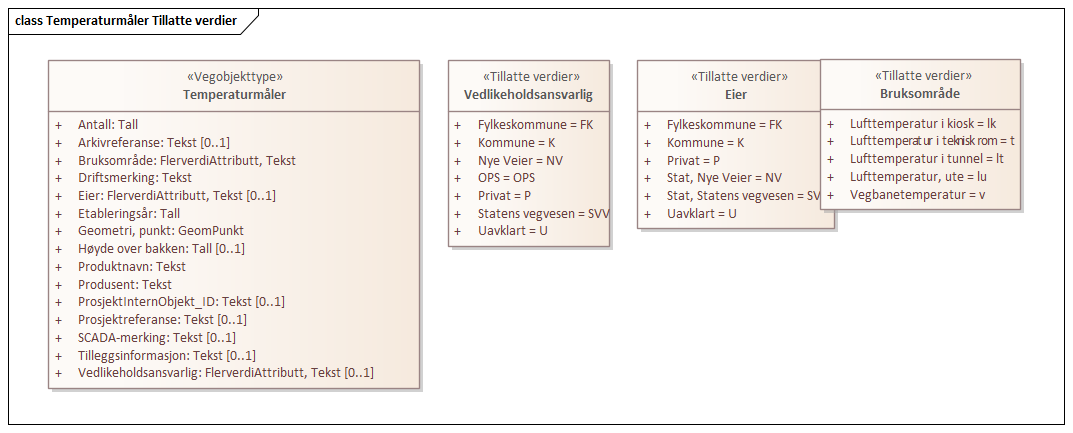 class Temperaturmåler Tillatte verdier
«Vegobjekttype»
Temperaturmåler
+ Antall: Tall
+ Arkivreferanse: Tekst [0..1]
+ Bruksområde: FlerverdiAttributt, Tekst
+ Driftsmerking: Tekst
+ Eier: FlerverdiAttributt, Tekst [0..1]
+ Etableringsår: Tall
+ Geometri, punkt: GeomPunkt
+ Høyde over bakken: Tall [0..1]
+ Produktnavn: Tekst
+ Produsent: Tekst
+ ProsjektInternObjekt_ID: Tekst [0..1]
+ Prosjektreferanse: Tekst [0..1]
+ SCADA-merking: Tekst [0..1]
+ Tilleggsinformasjon: Tekst [0..1]
+ Vedlikeholdsansvarlig: FlerverdiAttributt, Tekst [0..1]
«Tillatte verdier»
Vedlikeholdsansvarlig
+ Fylkeskommune = FK
+ Kommune = K
+ Nye Veier = NV
+ OPS = OPS
+ Privat = P
+ Statens vegvesen = SVV
+ Uavklart = U
«Tillatte verdier»
Eier
+ Fylkeskommune = FK
+ Kommune = K
+ Privat = P
+ Stat, Nye Veier = NV
+ Stat, Statens vegvesen = SV
+ Uavklart = U
«Tillatte verdier»
Bruksområde
+ Lufttemperatur i kiosk = lk
+ Lufttemperatur i teknisk rom = t
+ Lufttemperatur i tunnel = lt
+ Lufttemperatur, ute = lu
+ Vegbanetemperatur = v